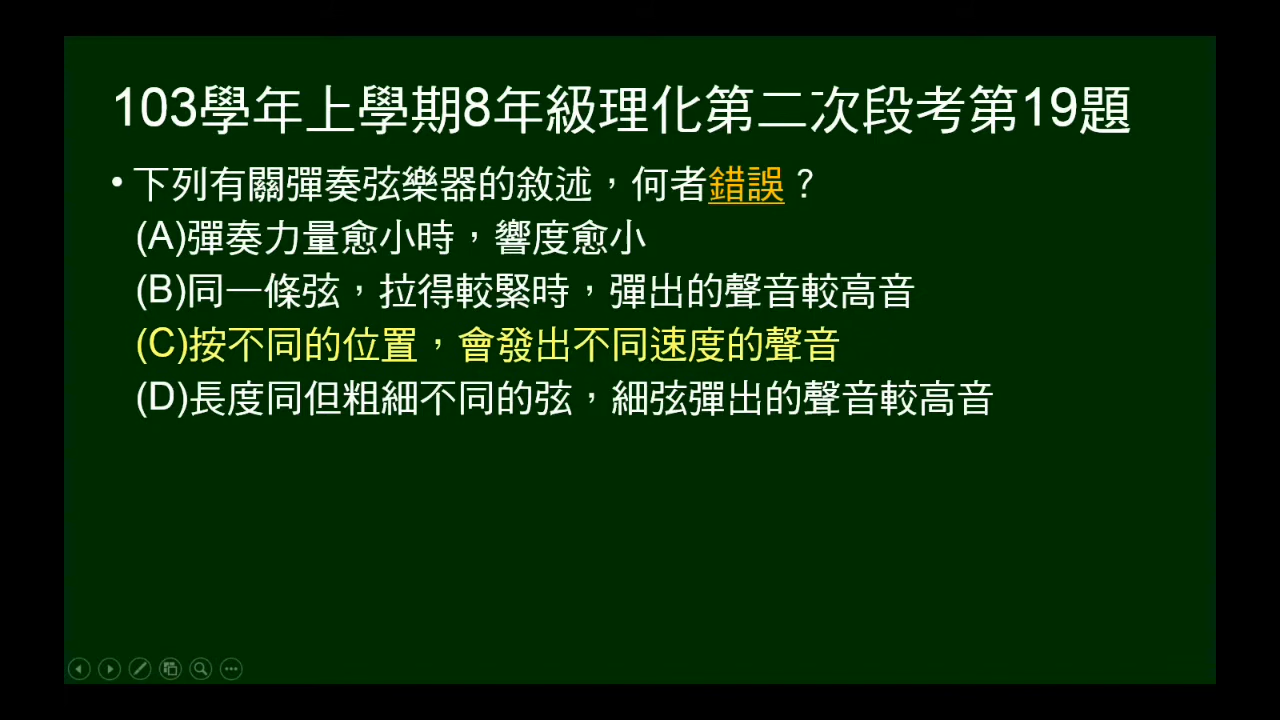 103學年上學期8年級理化第二次段考第19題
•下列有關彈奏弦樂器的敘述，何者錯誤？
(A)彈奏力量愈小時，響度愈小
(B)同一條弦，拉得較緊時，彈出的聲音較高音
(C)按不同的位置，會發出不同速度的聲音
(D)長度同但粗細不同的弦，細弦彈出的聲音較高音